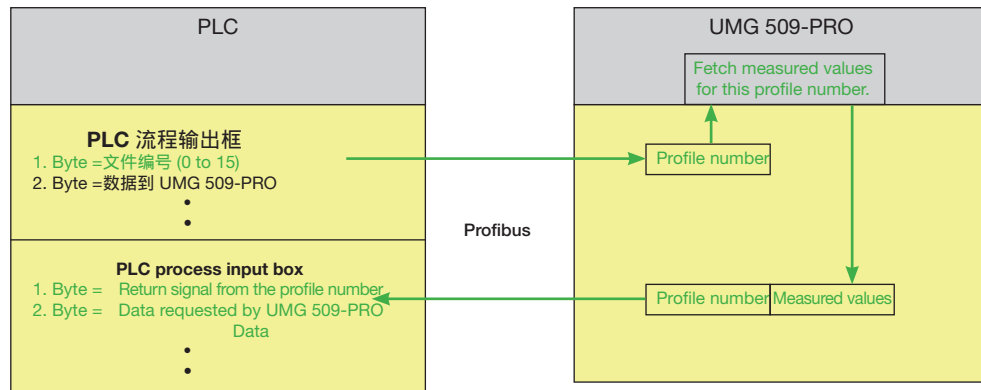 PLC
PLC 流程输出框
1. Byte =文件编号 (0 to 15)
2. Byte =数据到 UMG 509-PRO
•
•
PLC process input box
1. Byte = Return signal from the profile number
2. Byte = Data requested by UMG 509-PRO
Data
•
•
Profibus
UMG 509-PRO
Fetch measured values
for this profile number.
Profile number
Profile number Measured values